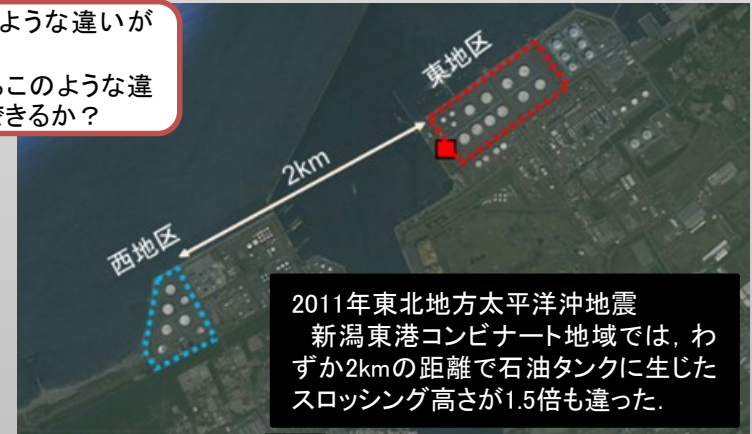 ような違いが
このような違
できるか？
東地区
2km
西地区
2011年東北地方太平洋沖地震
新潟東港コンビナート地域では，わ
ずか2kmの距離で石油タンクに生じた
スロッシング高さが1.5倍も違った.